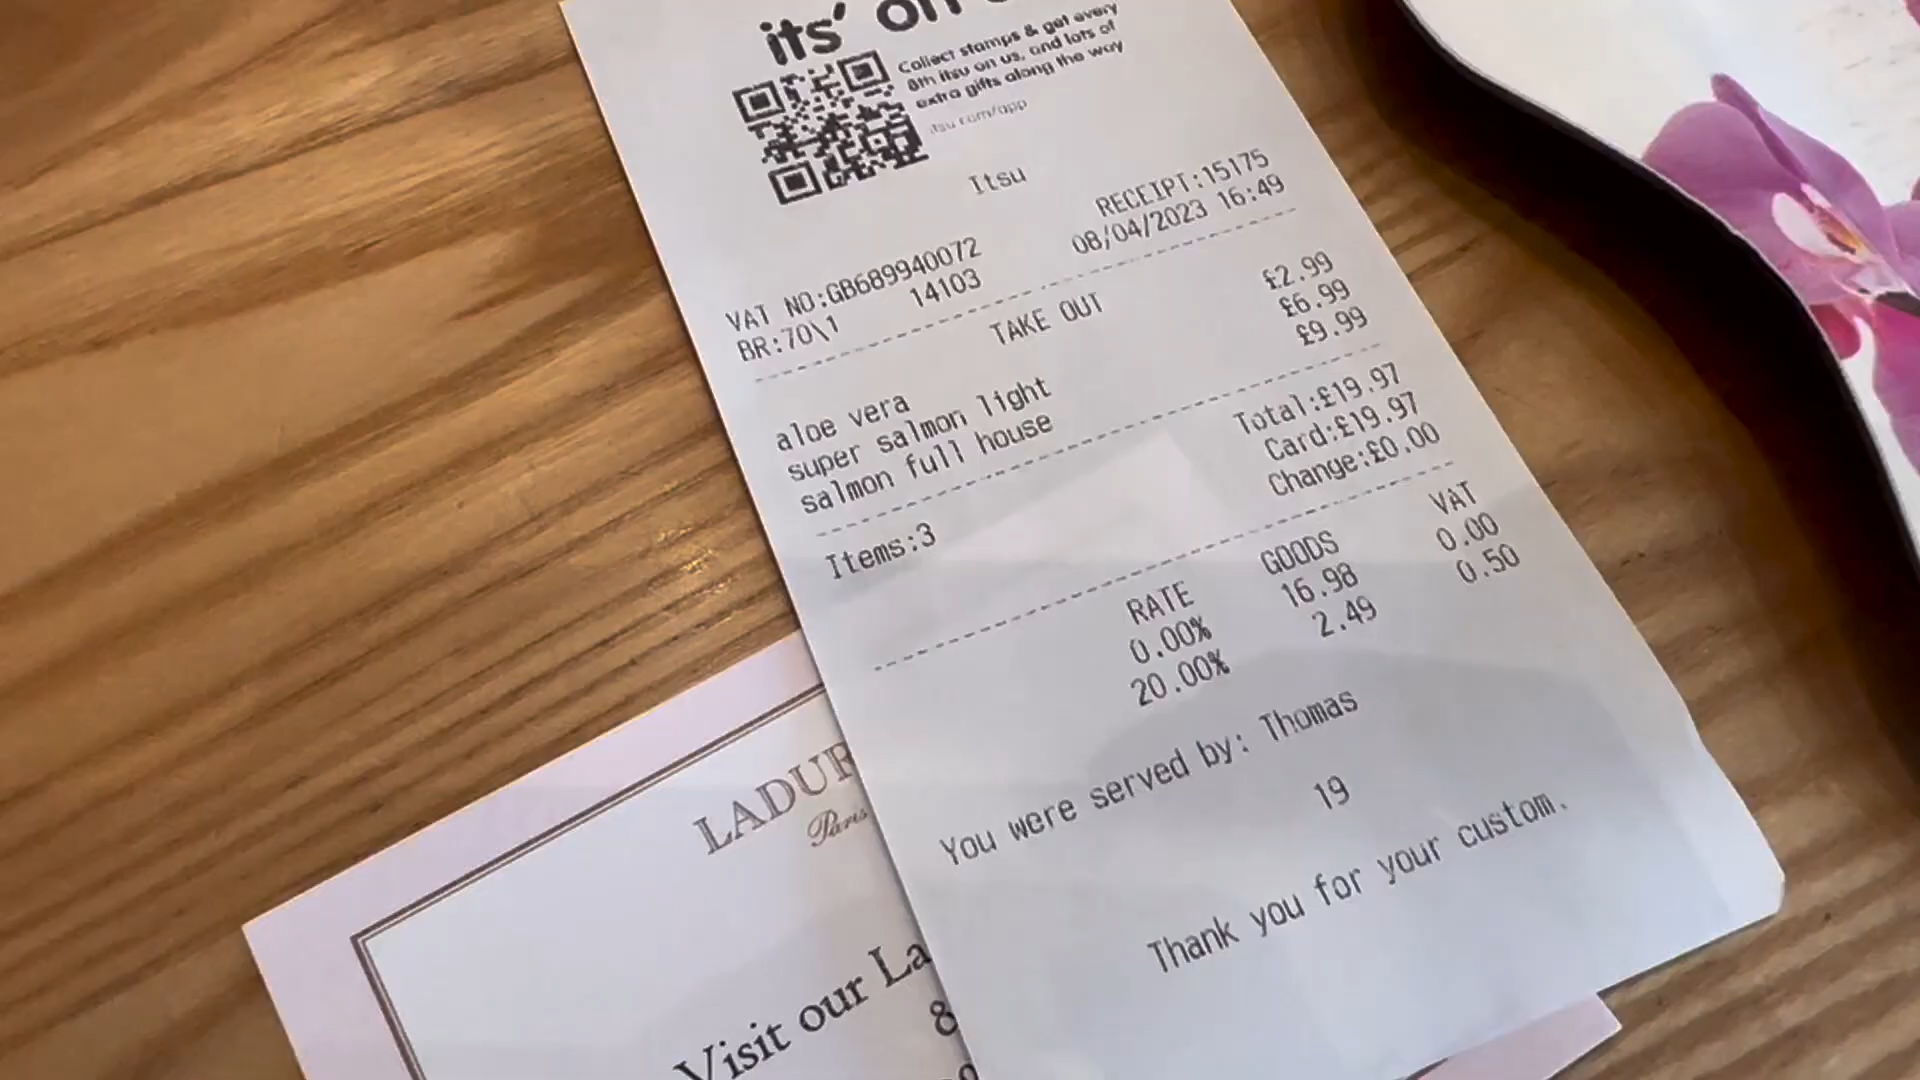 its' on
Collect stamps & get every
8th itsu on us, and lots of
extra gifts along the way
itsu.com/app
Itsu
RECEIPT:15175
VAT NO:GB689940072
08/04/2023 16:49
BR:70\1 14103
TAKE OUT
aloe vera £2.99
super salmon light £6.99
salmon full house £9.99
Total:£19.97
Card:£19.97
Items:3 Change:£0.00
RATE GOODS VAT
0.00% 16.98 0.00
20.00% 2.49 0.50
You were served by: Thomas
19
Thank you for your custom.
LADUR
Paris
Visit our La
8